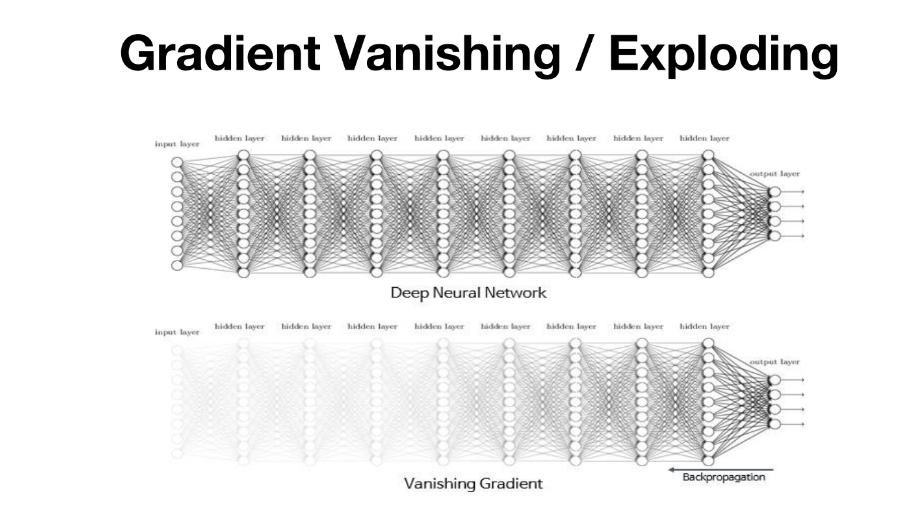 Gradient Vanishing / Exploding
input layer
hidden layer hidden layer hidden layer hidden layer hidden layer hidden layer hidden layer hidden layer
output layer
Deep Neural Network
input layer
hidden layer hidden layer hidden layer hidden layer hidden layer hidden layer hidden layer hidden layer
output layer
Backpropagation
Vanishing Gradient